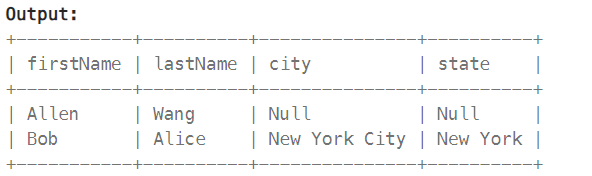 Output:
+-----------+----------+---------------+----------+
| firstName | lastName | city          | state    |
+-----------+----------+---------------+----------+
| Allen     | Wang     | Null          | Null     |
| Bob       | Alice    | New York City | New York |
+-----------+----------+---------------+----------+